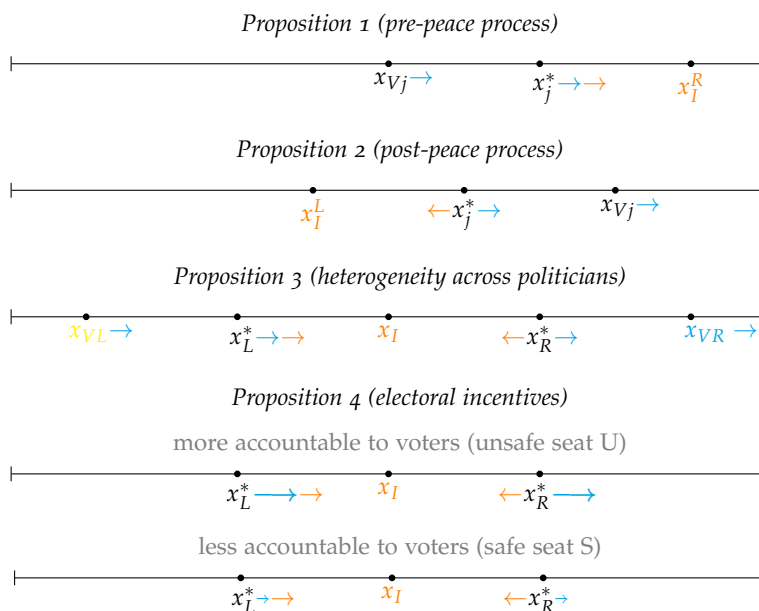 Proposition 1 (pre-peace process)
x_{Vj}→ x_j^*→→ x_I^R
Proposition 2 (post-peace process)
x_I^L ←x_j^*→ x_{Vj}→
Proposition 3 (heterogeneity across politicians)
x_{VL}→ x_L^*→→ x_I ←x_R^*→ x_{VR}→
Proposition 4 (electoral incentives)
more accountable to voters (unsafe seat U)
x_L^*→→ x_I ←x_R^*→
less accountable to voters (safe seat S)
x_L^*→→ x_I ←x_R^*→